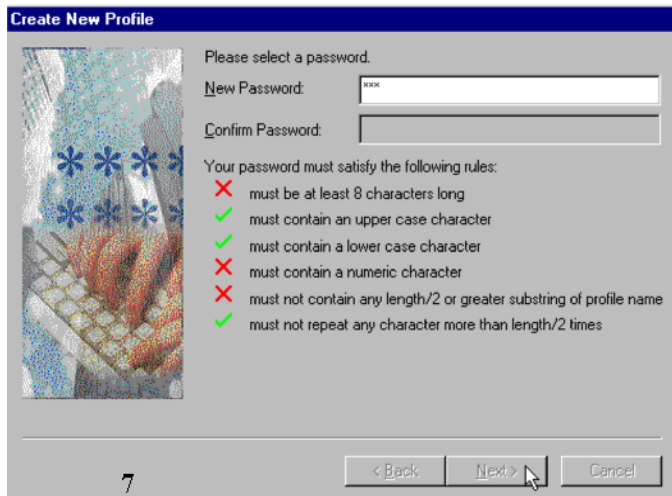 Create New Profile
Please select a password.
New Password: ***
Confirm Password:
Your password must satisfy the following rules:
must be at least 8 characters long
must contain an upper case character
must contain a lower case character
must contain a numeric character
must not contain any length/2 or greater substring of profile name
must not repeat any character more than length/2 times
7
< Back Next > Cancel